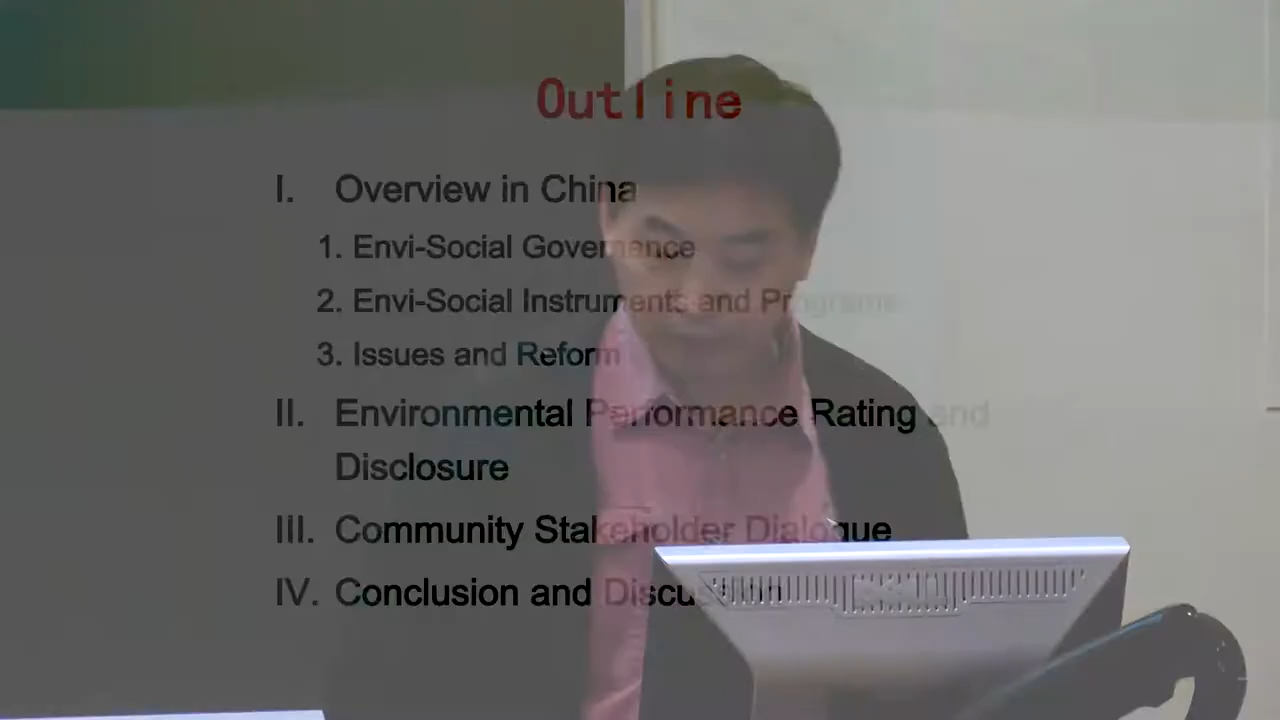 Outline
I. Overview in China
1. Envi-Social Governance
2. Envi-Social Instruments and Programs
3. Issues and Reform
II. Environmental Performance Rating and
Disclosure
III. Community Stakeholder Dialogue
IV. Conclusion and Discussion